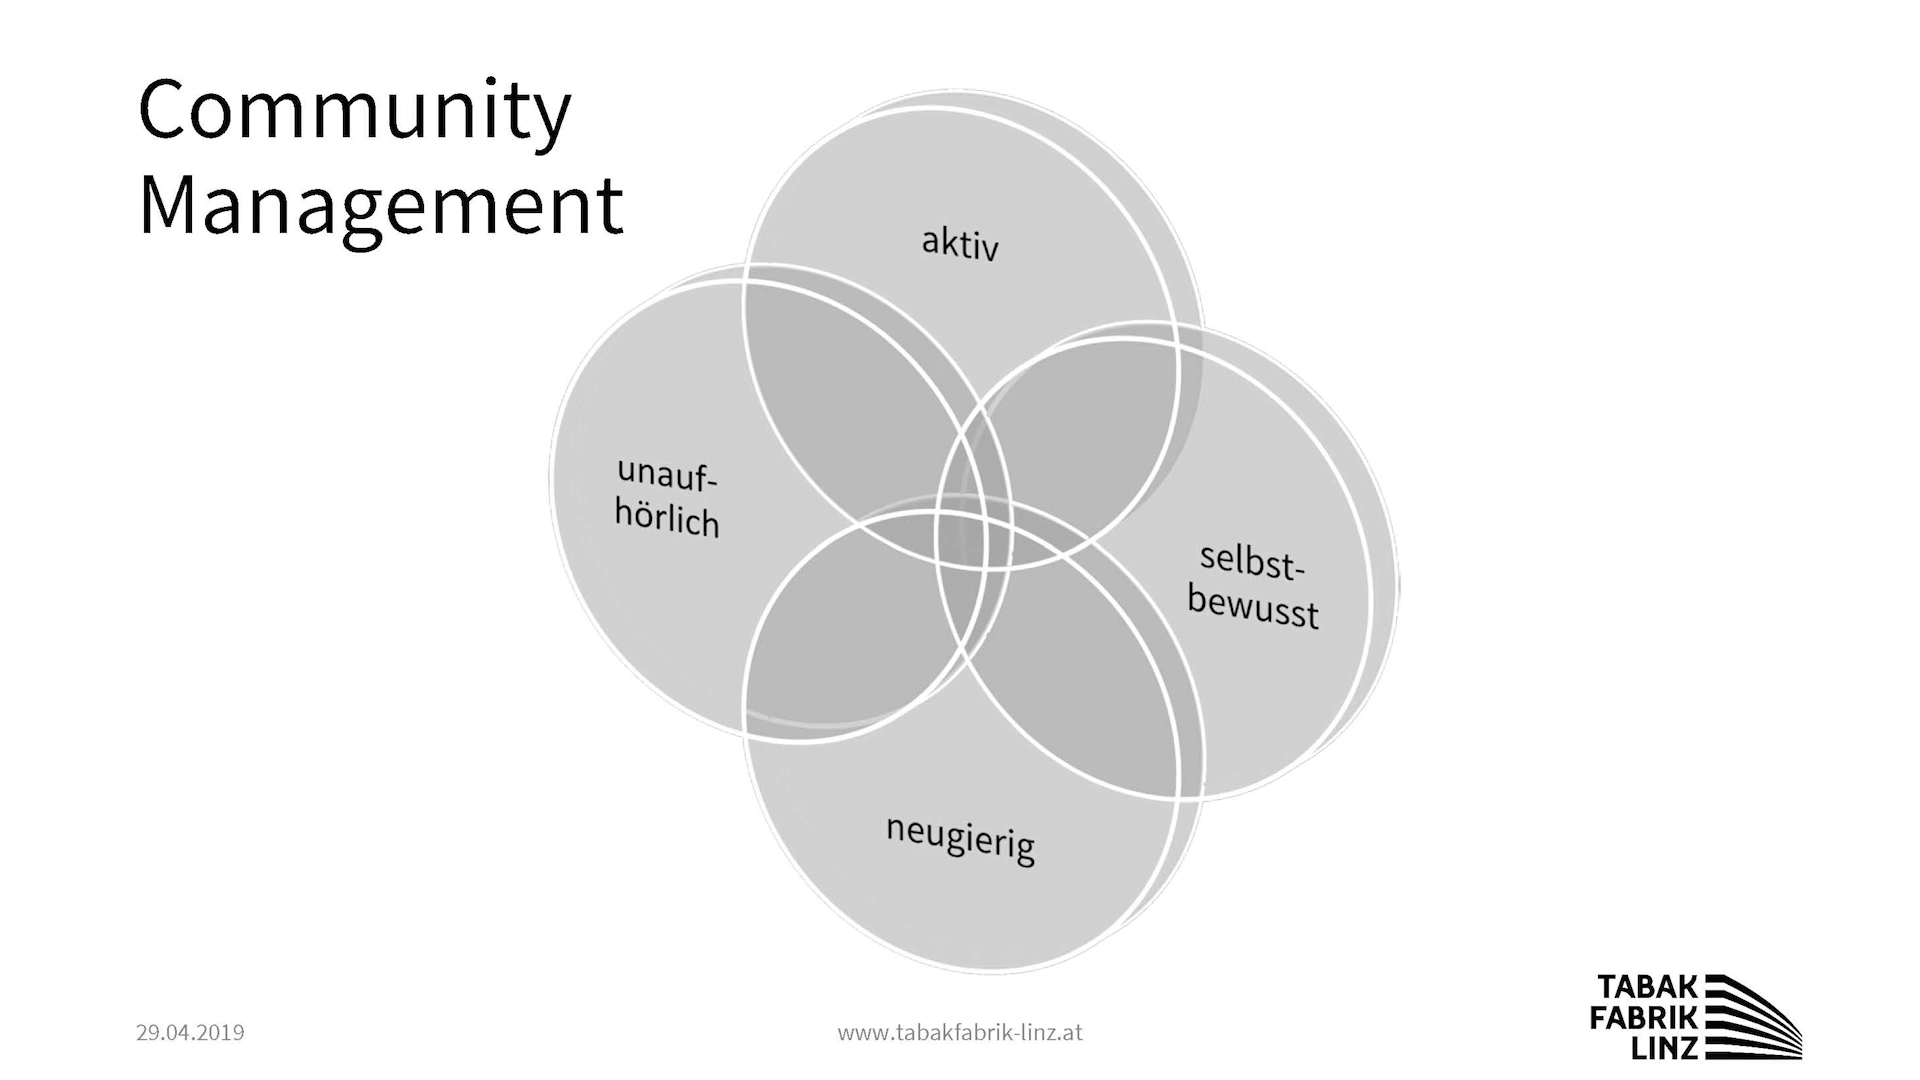 Community
Management
aktiv
unauf-
hörlich
selbst-
bewusst
neugierig
29.04.2019
www.tabakfabrik-linz.at
TABAK
FABRIK
LINZ